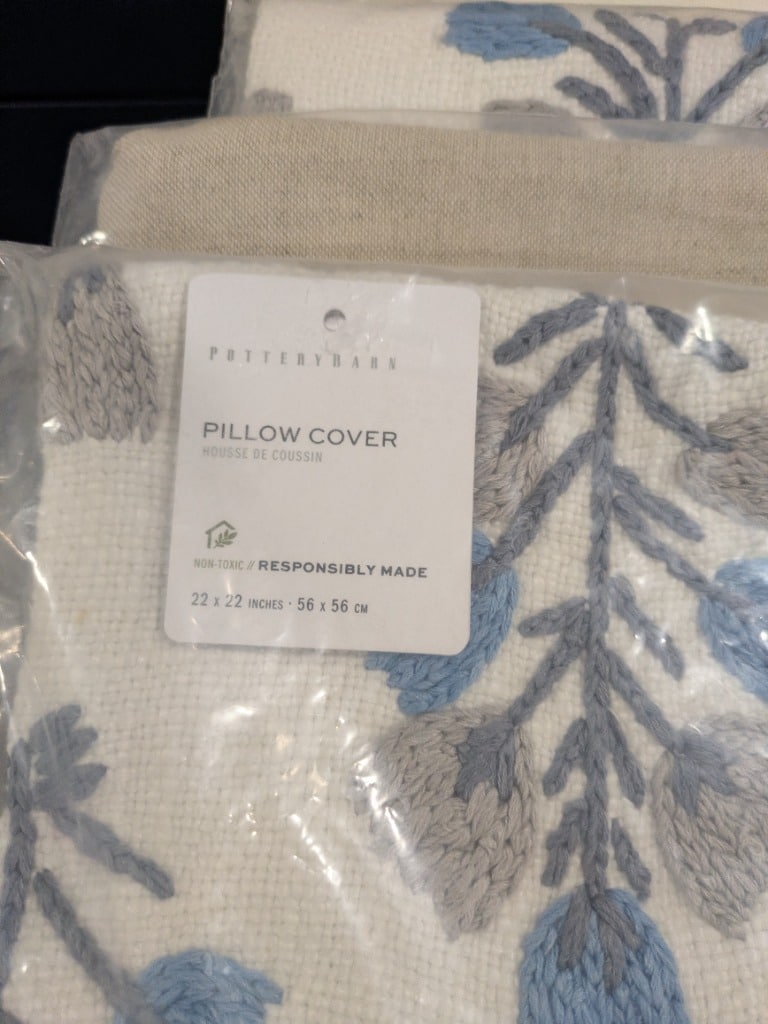 POTTERYBARN
PILLOW COVER
HOUSSE DE COUSSIN
NON-TOXIC // RESPONSIBLY MADE
22 x 22 INCHES · 56 x 56 CM